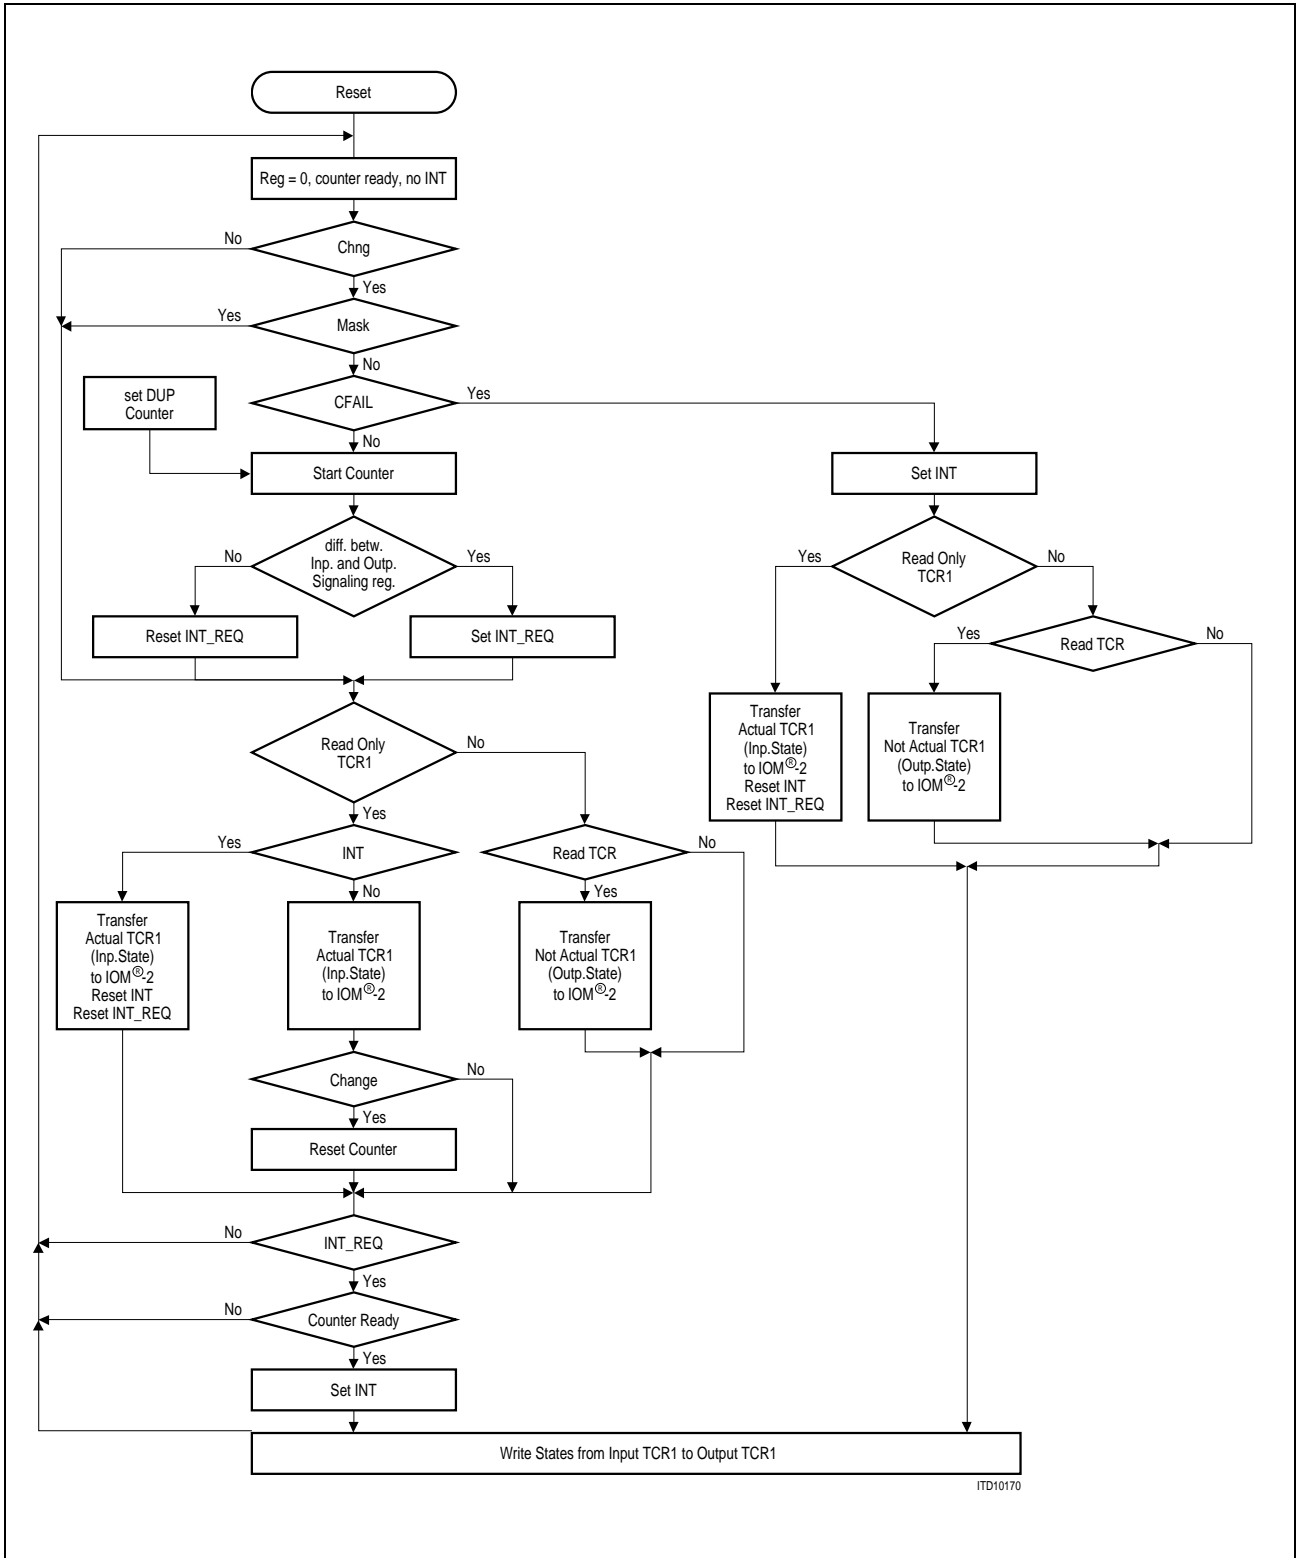 Reset
Reg = 0, counter ready, no INT
No
Chng
Yes
Yes
Mask
No
set DUP
Counter
CFAIL
Yes
No
Start Counter
Set INT
No
diff. betw.
Inp. and Outp.
Signaling reg.
Yes
Yes
Read Only
TCR1
No
Reset INT_REQ
Set INT_REQ
Yes
Read TCR
No
Transfer
Actual TCR1
(Inp.State)
to IOM®-2
Reset INT
Reset INT_REQ
Transfer
Not Actual TCR1
(Outp.State)
to IOM®-2
Read Only
TCR1
No
Yes
Yes
INT
No
Read TCR
No
Yes
Transfer
Actual TCR1
(Inp.State)
to IOM®-2
Reset INT
Reset INT_REQ
Transfer
Actual TCR1
(Inp.State)
to IOM®-2
Transfer
Not Actual TCR1
(Outp.State)
to IOM®-2
Change
No
Yes
Reset Counter
No
INT_REQ
Yes
No
Counter Ready
Yes
Set INT
Write States from Input TCR1 to Output TCR1
ITD10170